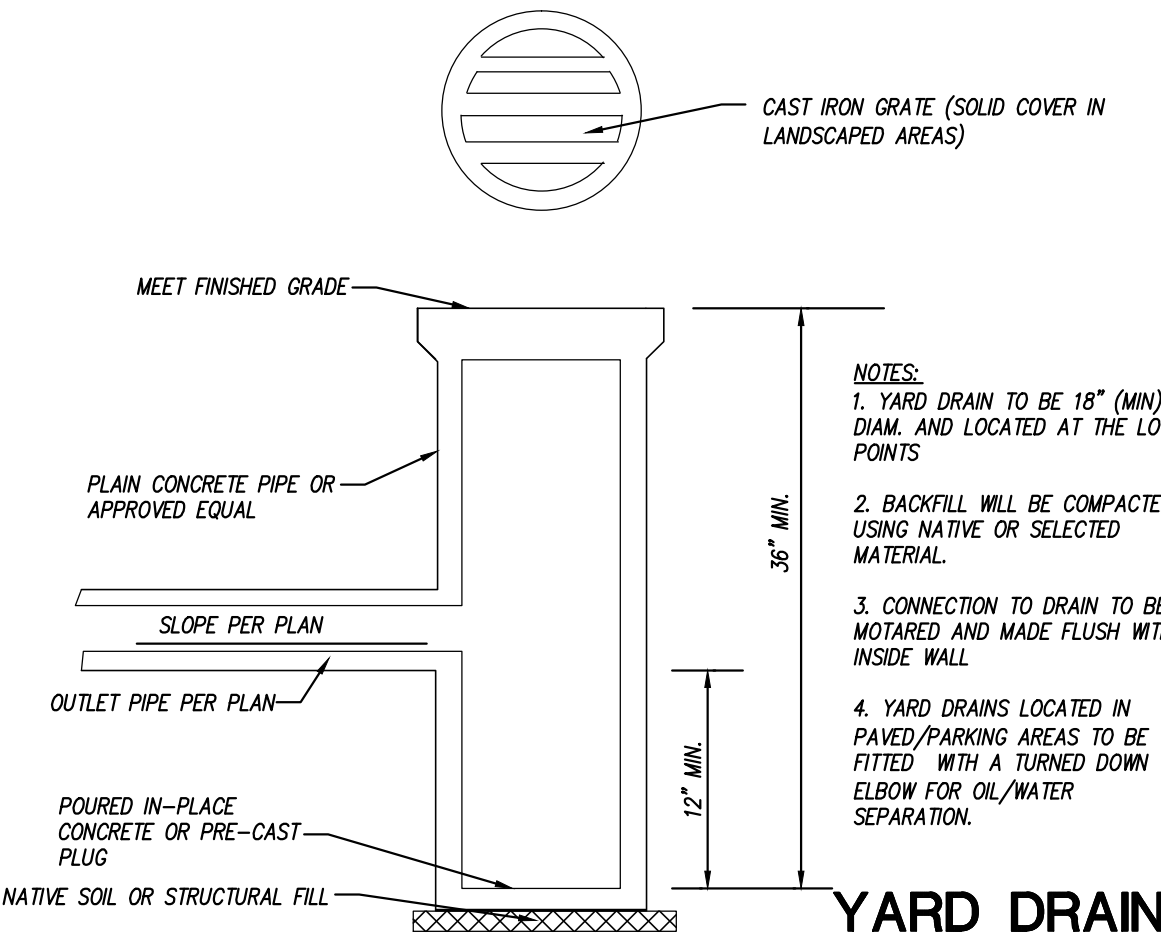 CAST IRON GRATE (SOLID COVER IN
LANDSCAPED AREAS)
MEET FINISHED GRADE
PLAIN CONCRETE PIPE OR
APPROVED EQUAL
SLOPE PER PLAN
OUTLET PIPE PER PLAN
POURED IN-PLACE
CONCRETE OR PRE-CAST
PLUG
NATIVE SOIL OR STRUCTURAL FILL
36" MIN.
12" MIN.
NOTES:
1. YARD DRAIN TO BE 18" (MIN)
DIAM. AND LOCATED AT THE LO
POINTS
2. BACKFILL WILL BE COMPACTE
USING NATIVE OR SELECTED
MATERIAL.
3. CONNECTION TO DRAIN TO BE
MOTARED AND MADE FLUSH WIT
INSIDE WALL
4. YARD DRAINS LOCATED IN
PAVED/PARKING AREAS TO BE
FITTED WITH A TURNED DOWN
ELBOW FOR OIL/WATER
SEPARATION.
YARD DRAIN